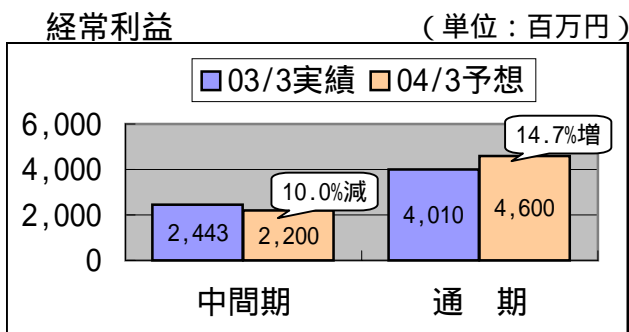 経常利益 （単位：百万円）
03/3実績 04/3予想
6,000
4,000
2,000
0
14.7%増
10.0%減
2,443 2,200 4,010 4,600
中間期 通 期